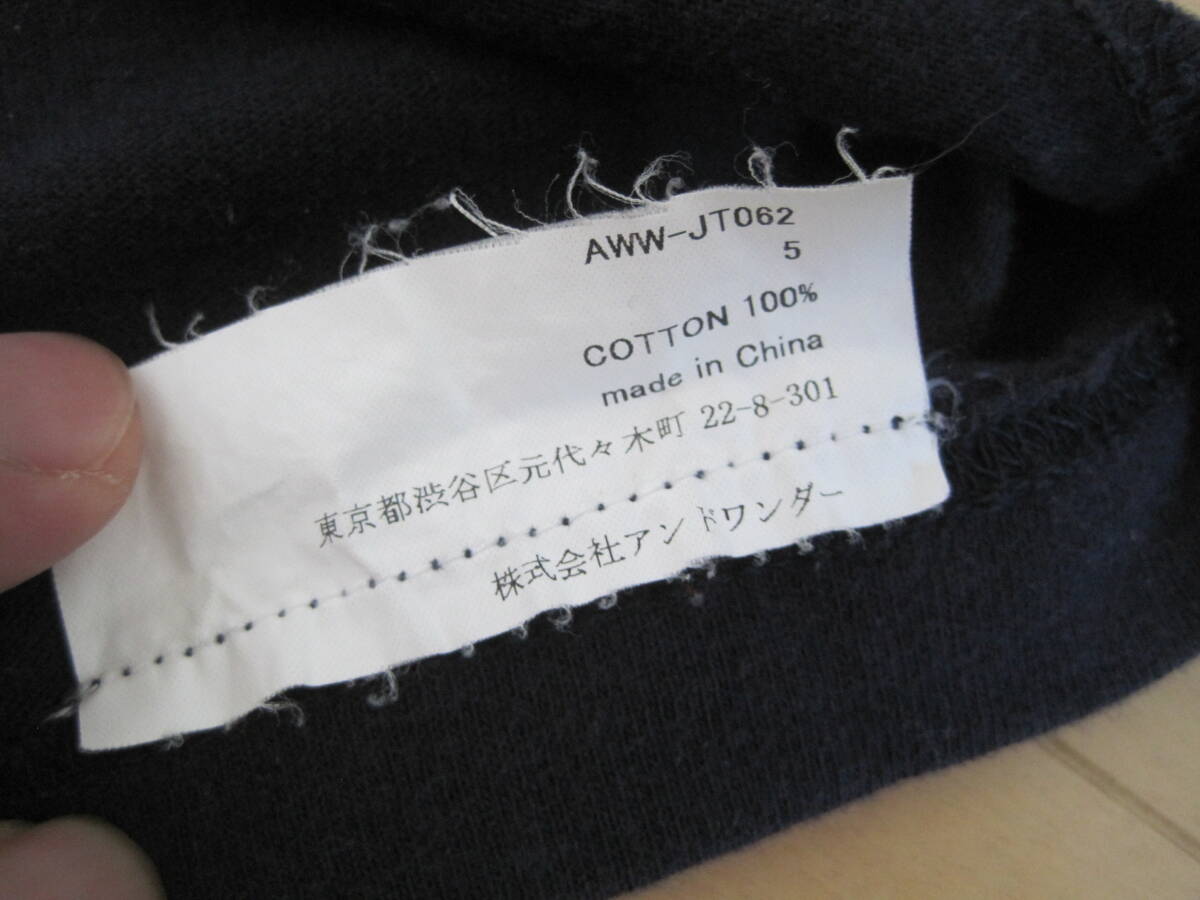 AWW-JT062
5
COTTON 100%
made in China
東京都渋谷区元代々木町 22-8-301
株式会社アンドワンダー